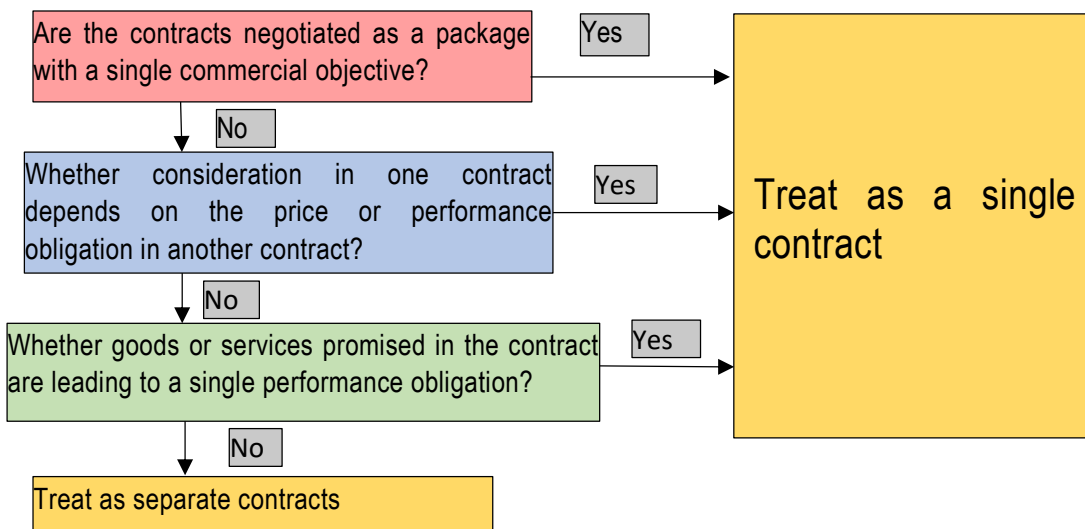 Are the contracts negotiated as a package
with a single commercial objective?
Yes
No
Whether consideration in one contract
depends on the price or performance
obligation in another contract?
Yes
Treat as a single
contract
No
Whether goods or services promised in the contract
are leading to a single performance obligation?
Yes
No
Treat as separate contracts